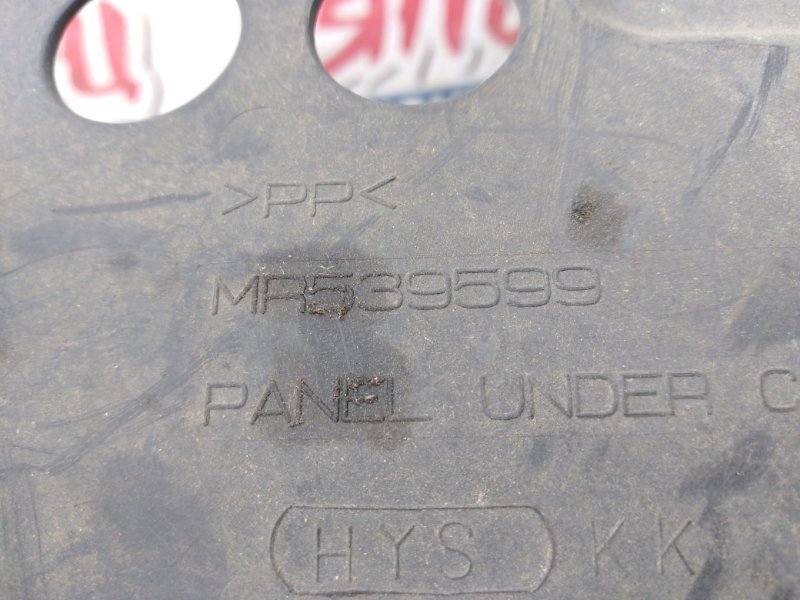 >PP<
MR539599
PANEL UNDER C
HYS KK